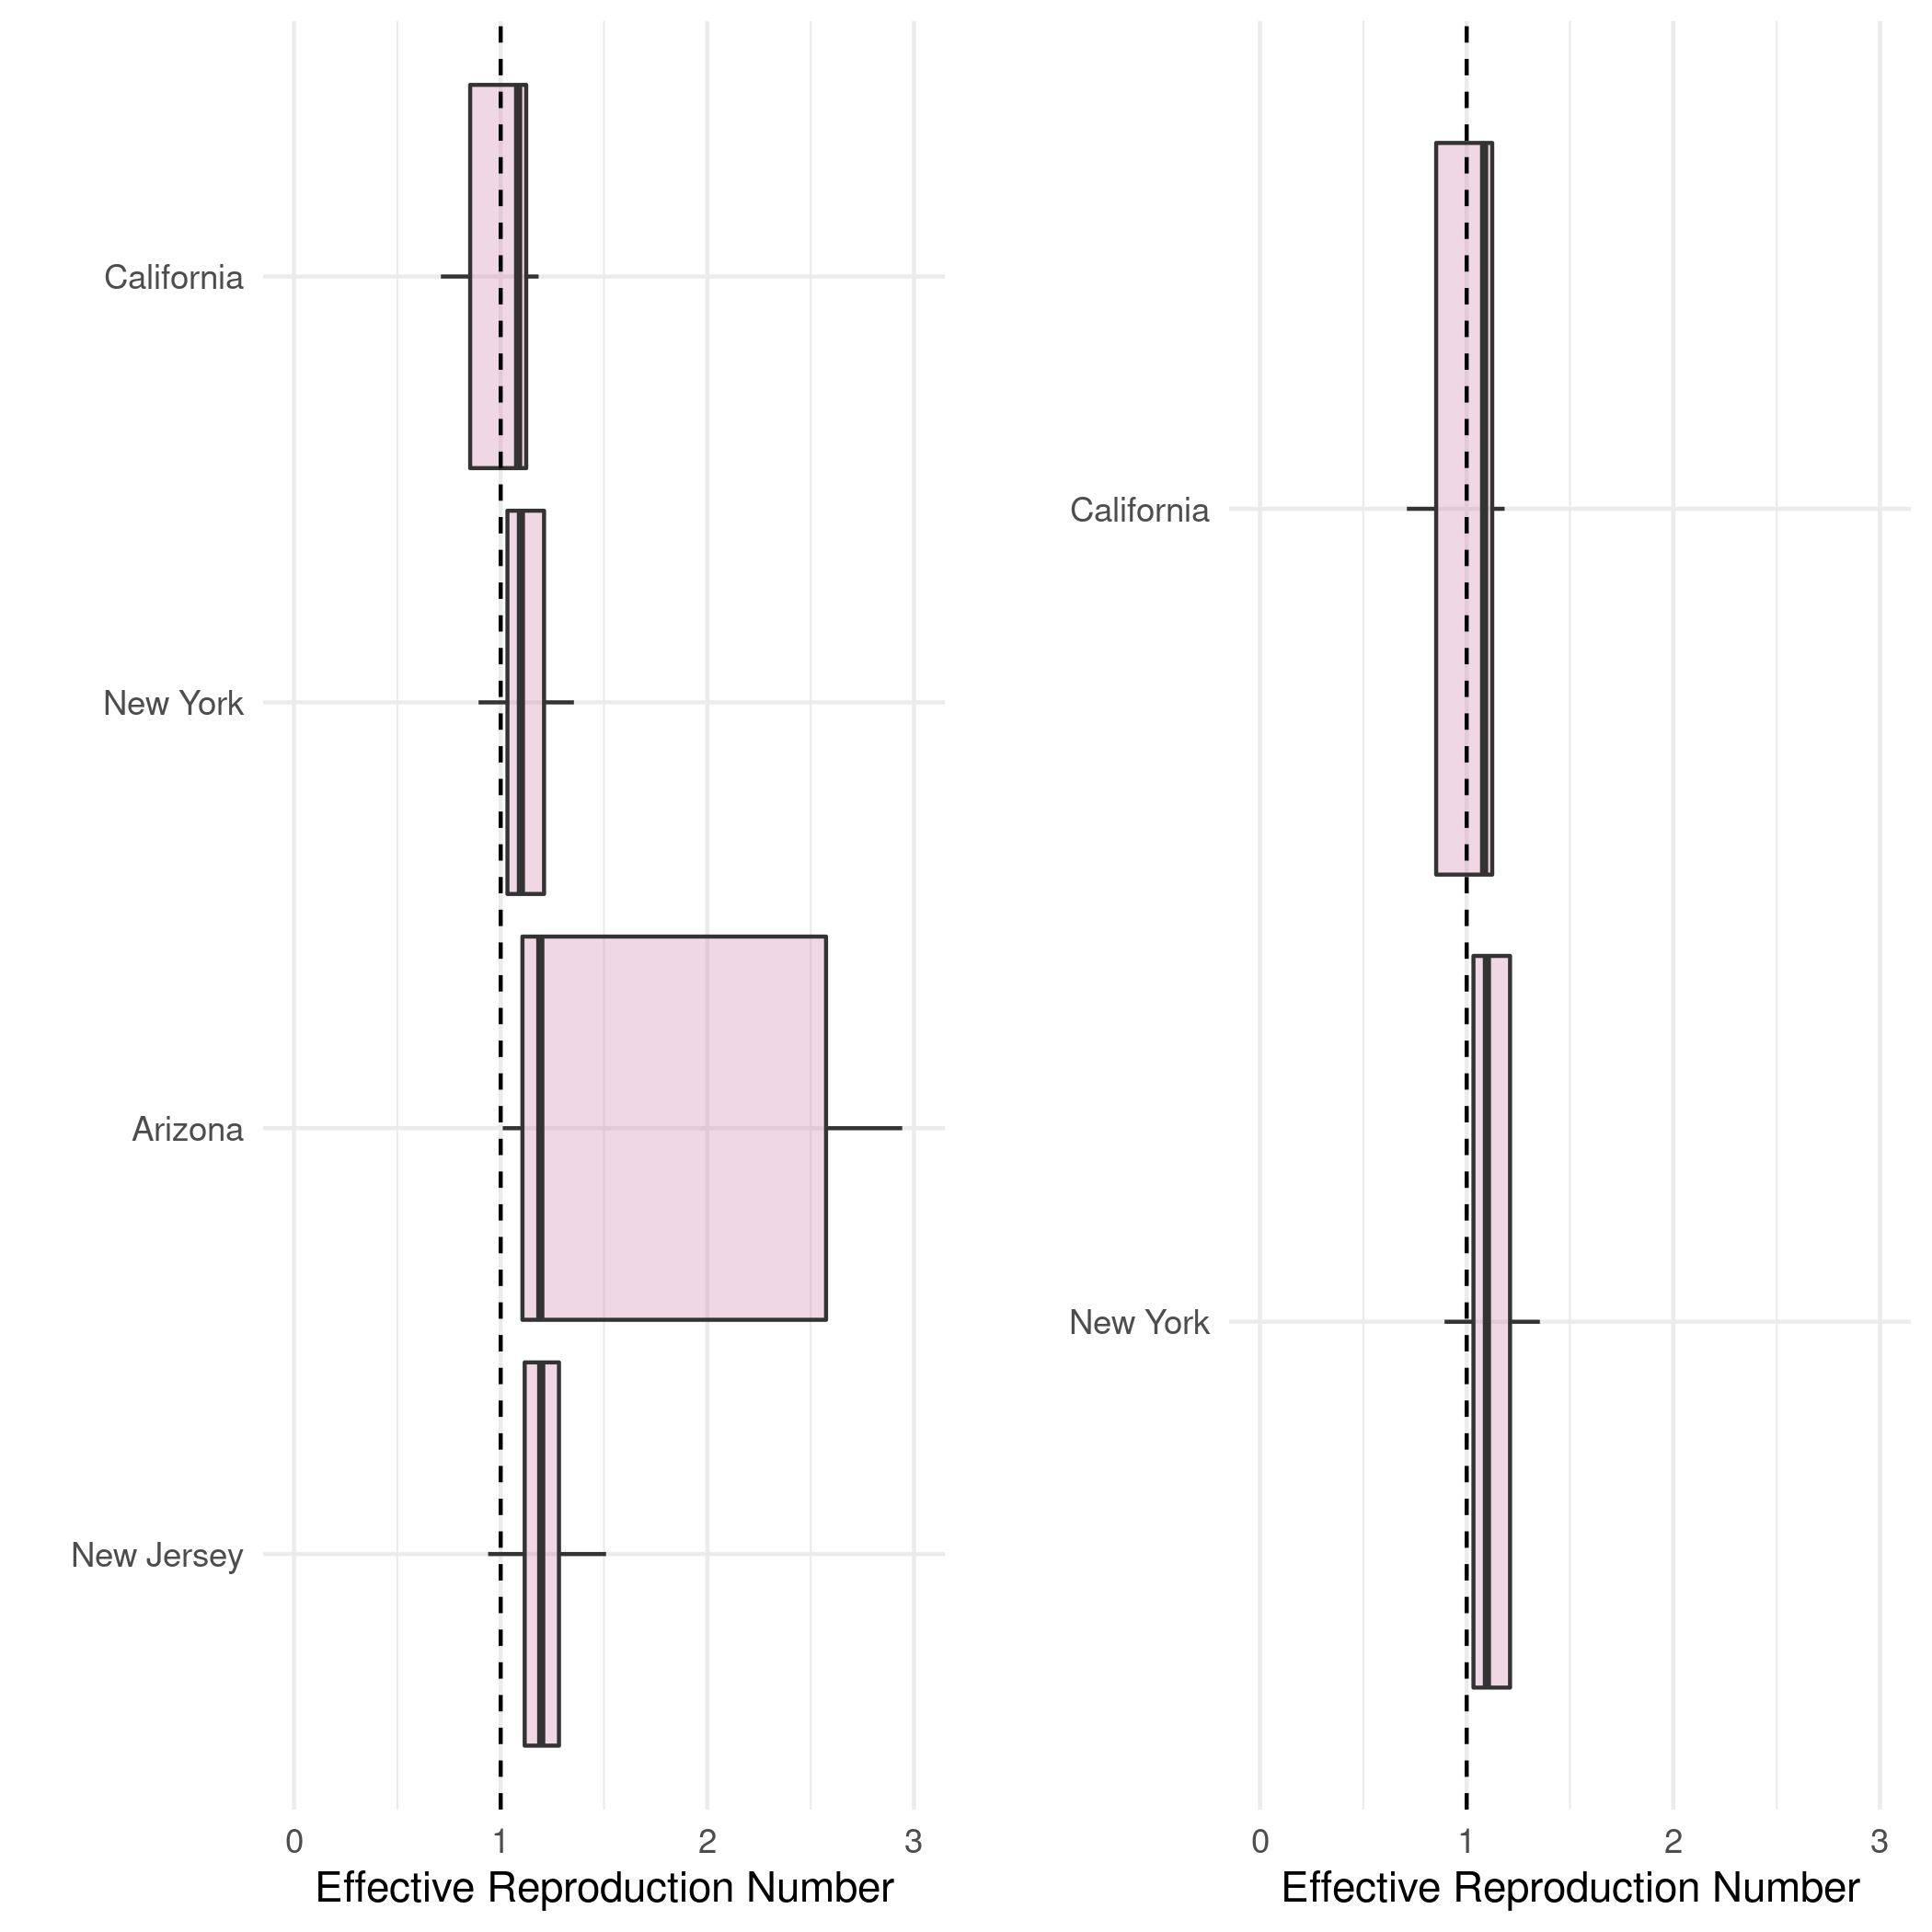 California
New York
Arizona
New Jersey
0 1 2 3
Effective Reproduction Number
California
New York
0 1 2 3
Effective Reproduction Number